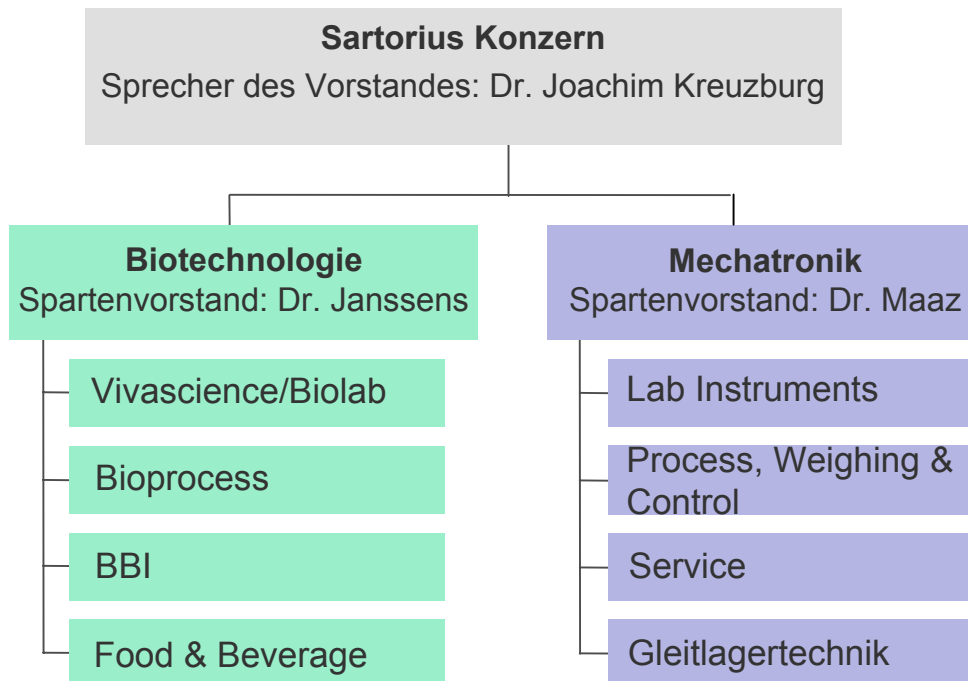 Sartorius Konzern
Sprecher des Vorstandes: Dr. Joachim Kreuzburg
Biotechnologie
Spartenvorstand: Dr. Janssens
Vivascience/Biolab
Bioprocess
BBI
Food & Beverage
Mechatronik
Spartenvorstand: Dr. Maaz
Lab Instruments
Process, Weighing &
Control
Service
Gleitlagertechnik